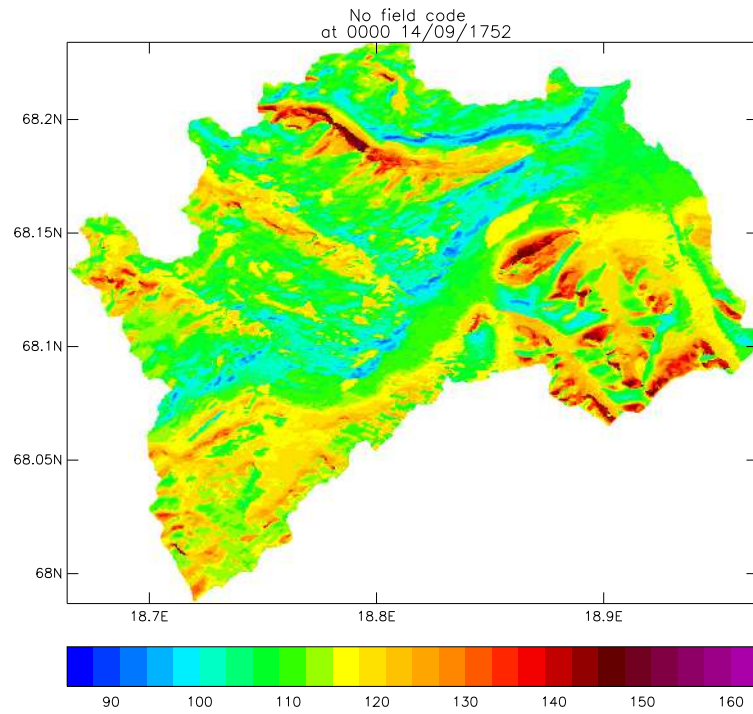 No field code
at 0000 14/09/1752
68.2N
68.15N
68.1N
68.05N
68N
18.7E
18.8E
18.9E
90 100 110 120 130 140 150 160